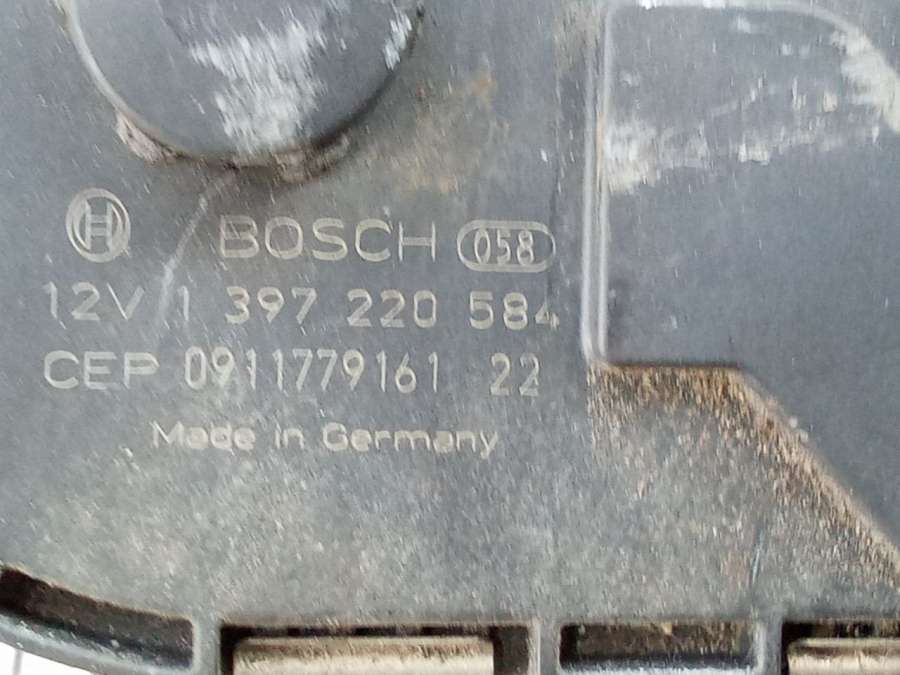 BOSCH 058
12V 1 397 220 584
CEP 0911779161 22
Made in Germany